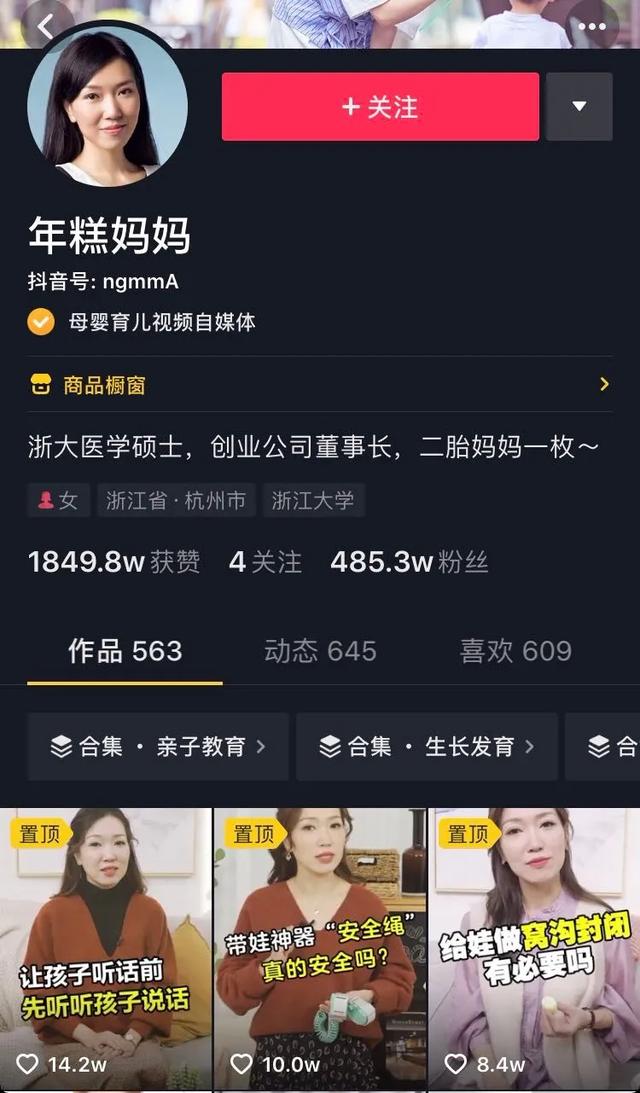 + 关注
年糕妈妈
抖音号: ngmmA
母婴育儿视频自媒体
商品橱窗
浙大医学硕士，创业公司董事长，二胎妈妈一枚～
女 浙江省·杭州市 浙江大学
1849.8w获赞 4关注 485.3w粉丝
作品 563 动态 645 喜欢 609
合集 · 亲子教育 合集 · 生长发育 合
置顶 置顶 置顶
让孩子听话前
先听听孩子说话
带娃神器“安全绳”
真的安全吗？
给娃做窝沟封闭
有必要吗
14.2w 10.0w 8.4w